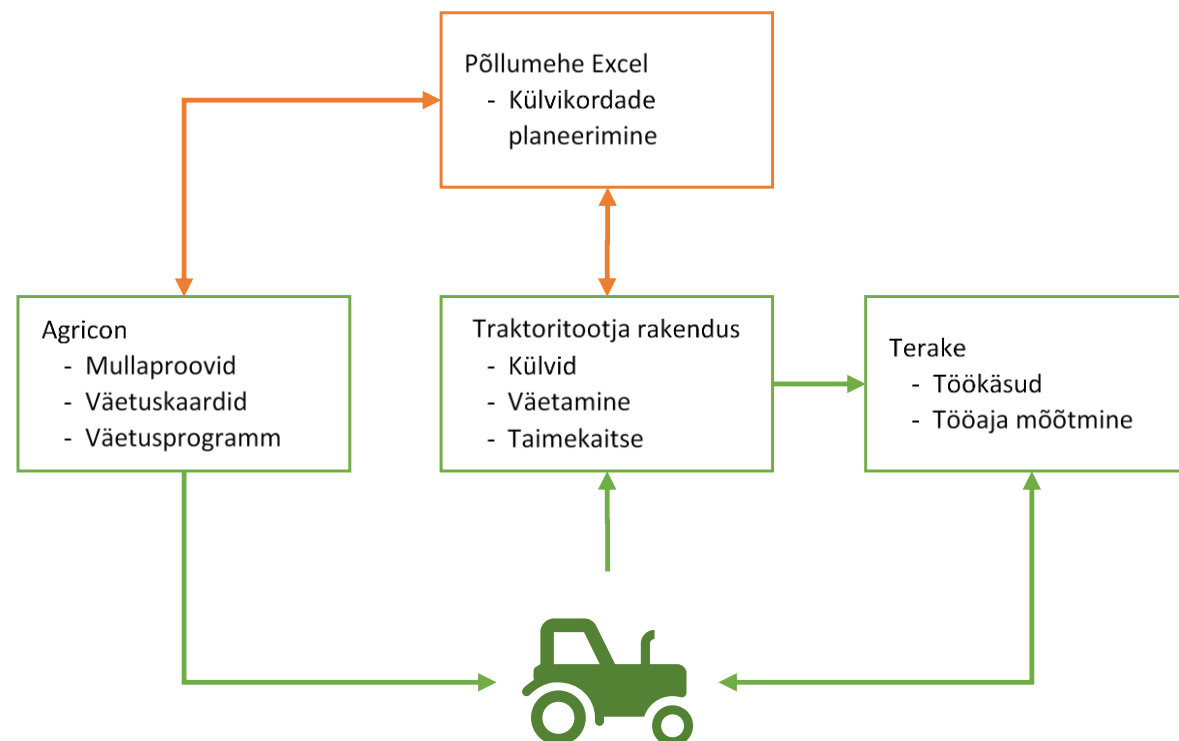 Põllumehe Excel
- Külvikordade
planeerimine
Agricon
- Mullaproovid
- Väetuskaardid
- Väetusprogramm
Traktoritootja rakendus
- Külvid
- Väetamine
- Taimekaitse
Terake
- Töökäsud
- Tööaja mõõtmine